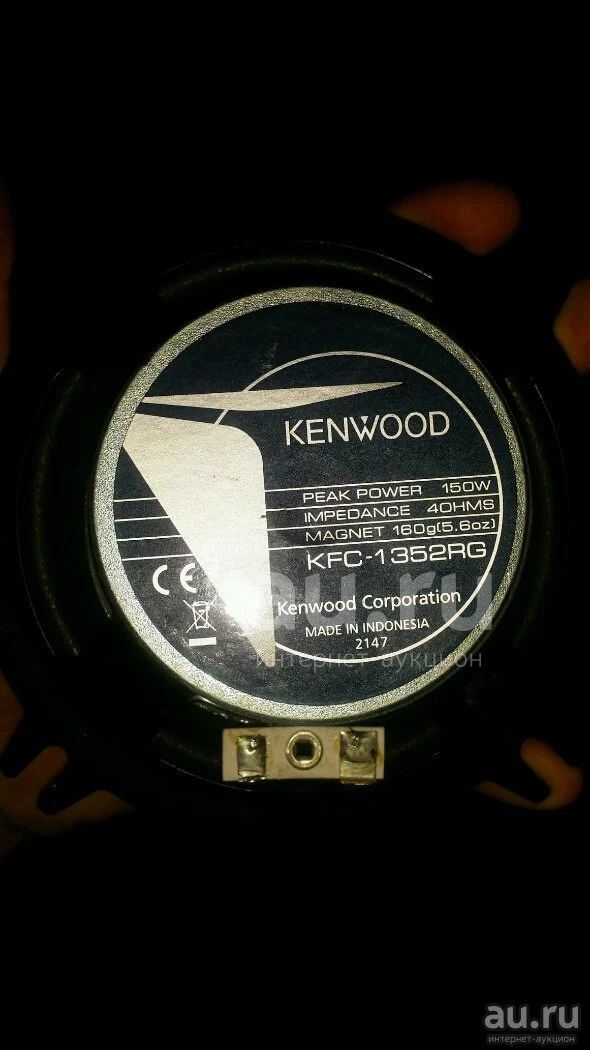 KENWOOD
PEAK POWER 150W
IMPEDANCE 4OHMS
MAGNET 160g(5.6oz)
KFC-1352RG
CE
au.ru
Kenwood Corporation
MADE IN INDONESIA
2147
интернет-аукцион
au.ru
интернет-аукцион